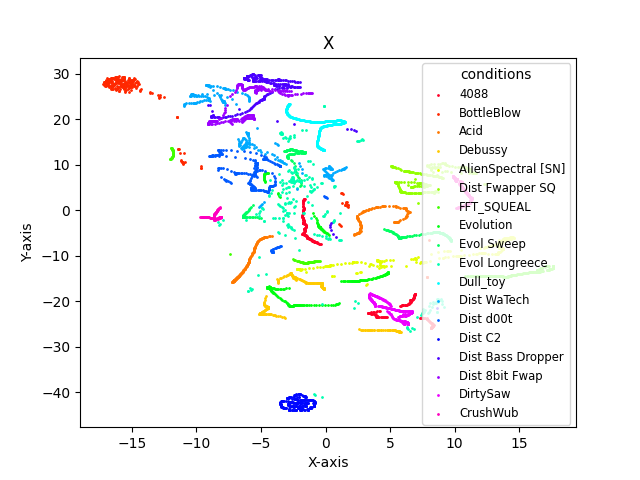 X
30
20
10
0
−10
−20
−30
−40
Y-axis
−15
−10
−5
0
5
10
15
X-axis
conditions
4088
BottleBlow
Acid
Debussy
AlienSpectral [SN]
Dist Fwapper SQ
FFT_SQUEAL
Evolution
Evol Sweep
Evol Longreece
Dull_toy
Dist WaTech
Dist d00t
Dist C2
Dist Bass Dropper
Dist 8bit Fwap
DirtySaw
CrushWub